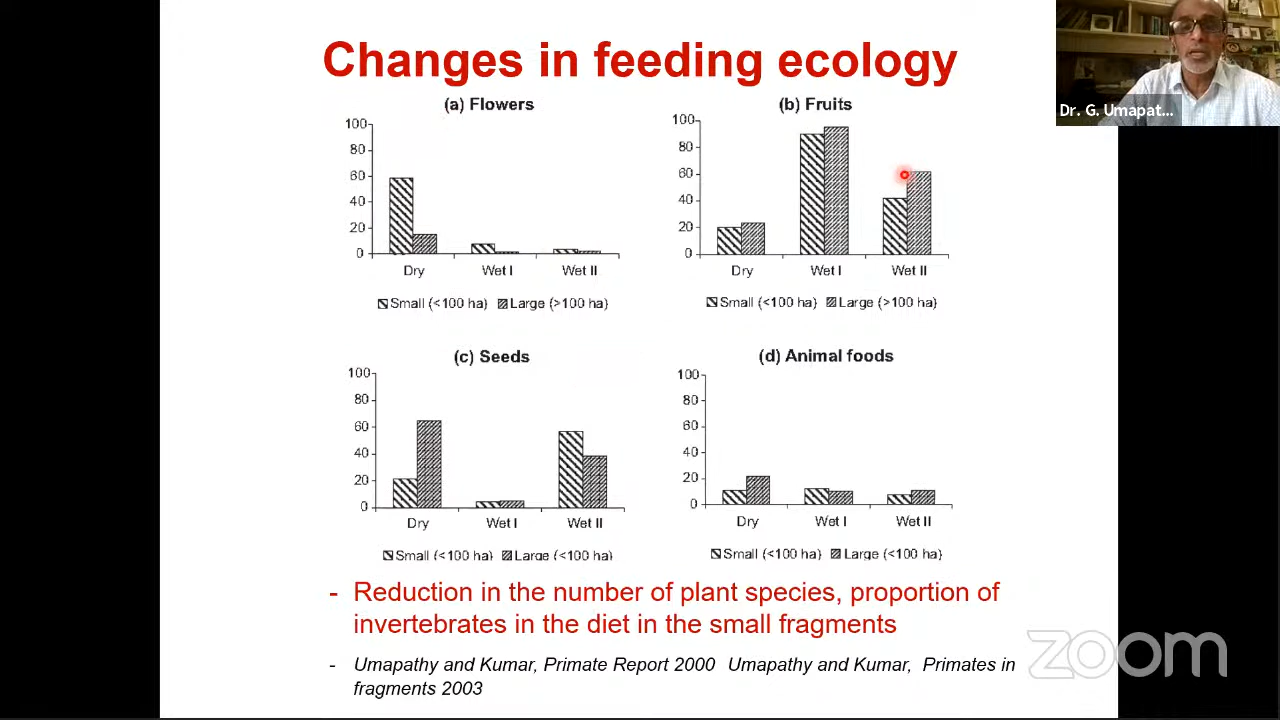 Changes in feeding ecology
Dr. G. Umapat...
(a) Flowers
100
80
60
40
20
0
Dry Wet I Wet II
Small (<100 ha) Large (>100 ha)
(b) Fruits
100
80
60
40
20
0
Dry Wet I Wet II
Small (<100 ha) Large (>100 ha)
(c) Seeds
100
80
60
40
20
0
Dry Wet I Wet II
Small (<100 ha) Large (<100 ha)
(d) Animal foods
100
80
60
40
20
0
Dry Wet I Wet II
Small (<100 ha) Large (<100 ha)
- Reduction in the number of plant species, proportion of
invertebrates in the diet in the small fragments
- Umapathy and Kumar, Primate Report 2000 Umapathy and Kumar, Primates in
fragments 2003
zoom